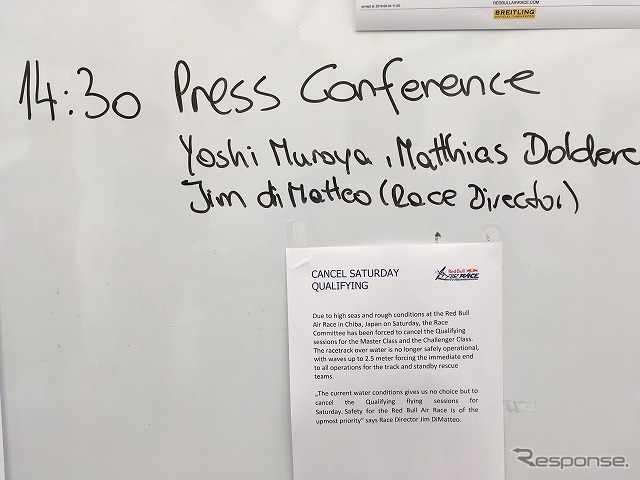 REDBULLAIRRACE.COM
BREITLING
14:30 Press Conference
Yoshi Muroya, Matthias Dolderer
Jim di Matteo (Race Director)
CANCEL SATURDAY
QUALIFYING
Red Bull
AIR RACE
Due to high seas and rough conditions at the Red Bull
Air Race in Chiba, Japan on Saturday, the Race
Committee has been forced to cancel the Qualifying
sessions for the Master Class and the Challenger Class.
The racetrack over water is no longer safely operational,
with waves up to 2.5 meter forcing the immediate end
to all operations for the track and standby rescue
teams.
„The current water conditions gives us no choice but to
cancel the Qualifying flying sessions for
Saturday. Safety for the Red Bull Air Race is of the
upmost priority" says Race Director Jim DiMatteo.
Response.